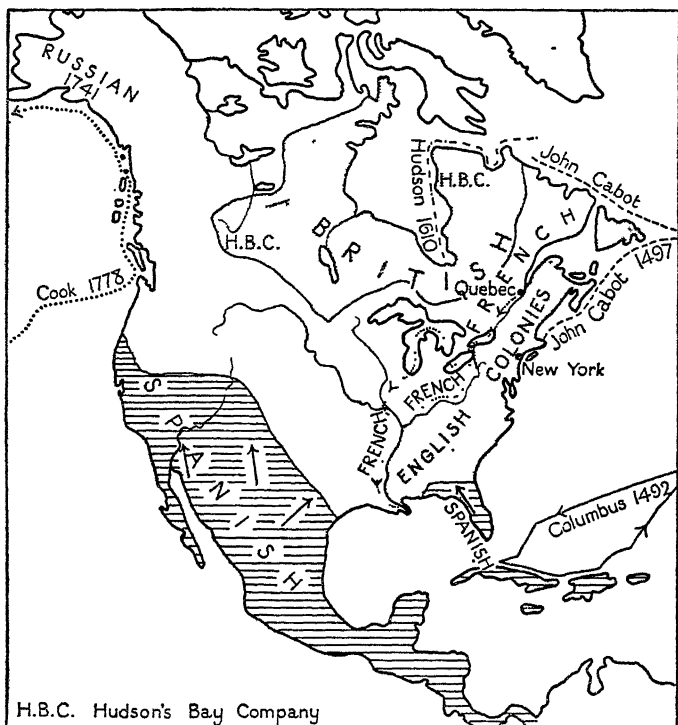 RUSSIAN
1741
John Cabot
Hudson 1610
H.B.C.
H.B.C.
BRITISH
FRENCH
Cook 1778
Quebec
COLONIES
John Cabot 1497
New York
SPANISH
FRENCH
FRENCH
ENGLISH
SPANISH
Columbus 1492
H.B.C. Hudson's Bay Company